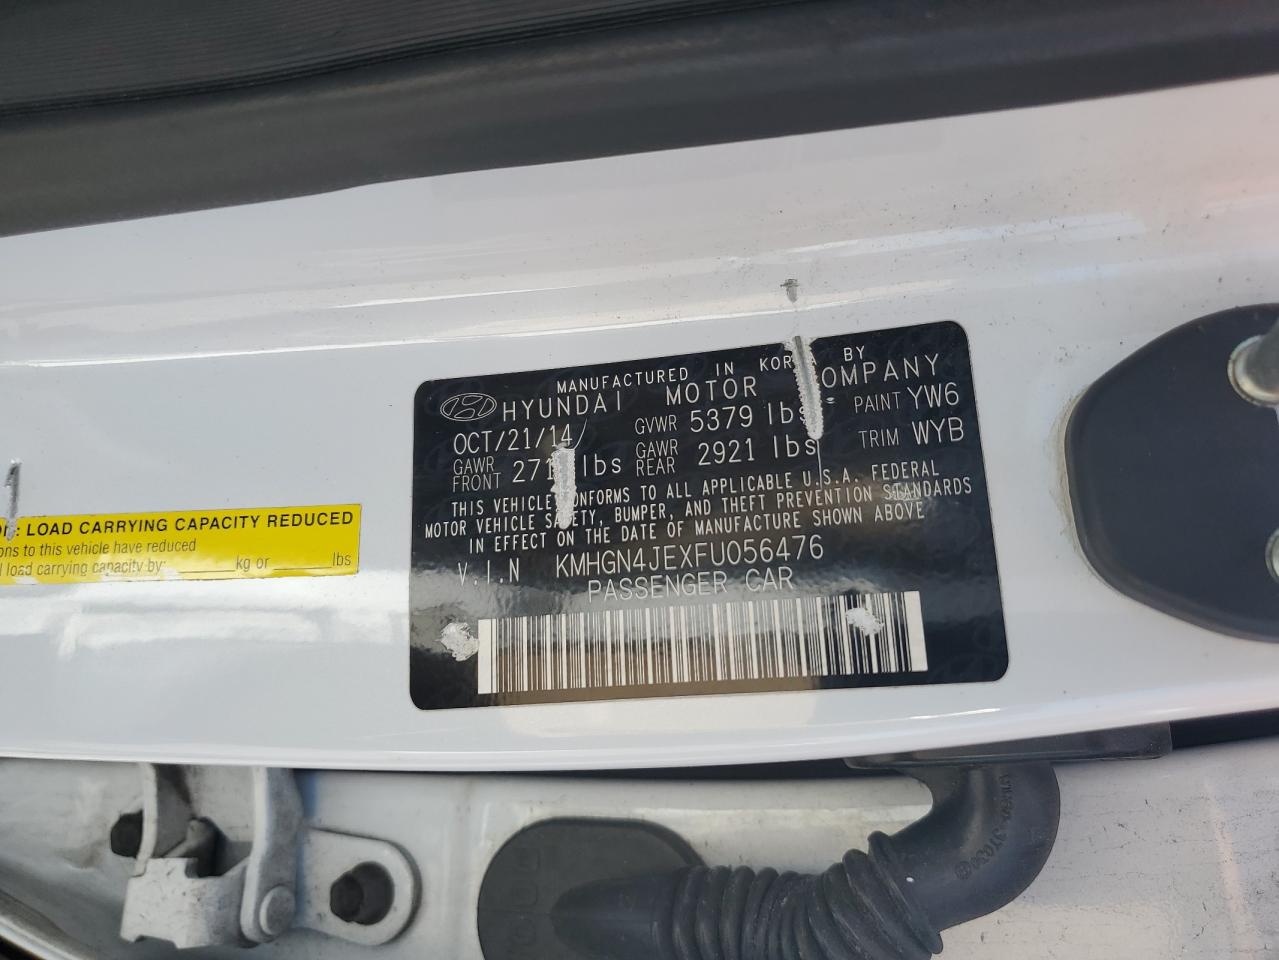 MANUFACTURED IN KOREA BY
HYUNDAI MOTOR COMPANY
OCT/21/14 GVWR 5379 lbs PAINT YW6
GAWR FRONT lbs GAWR REAR 2921 lbs TRIM WYB
THIS VEHICLE CONFORMS TO ALL APPLICABLE U.S.A. FEDERAL
MOTOR VEHICLE SAFETY, BUMPER, AND THEFT PREVENTION STANDARDS
IN EFFECT ON THE DATE OF MANUFACTURE SHOWN ABOVE
V.I.N KMHGN4JEXFU056476
PASSENGER CAR
: LOAD CARRYING CAPACITY REDUCED
to this vehicle have reduced
load carrying capacity by: kg or lbs